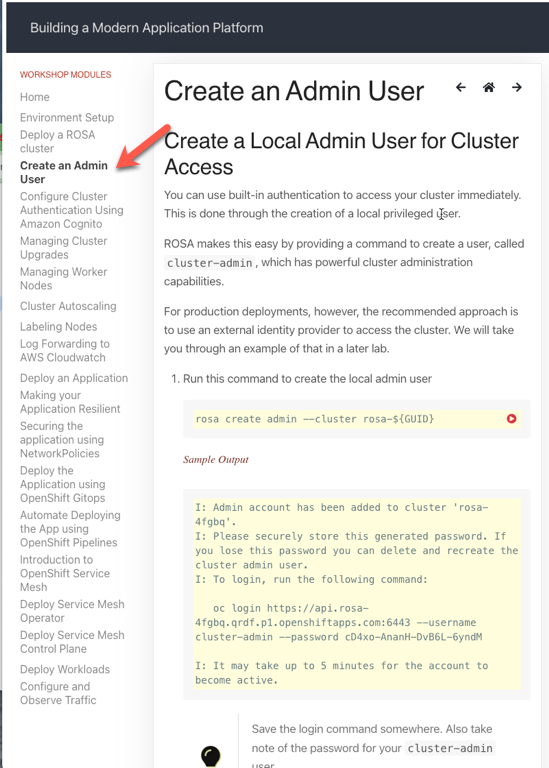 Building a Modern Application Platform
WORKSHOP MODULES
Home
Environment Setup
Deploy a ROSA
cluster
Create an Admin
User
Configure Cluster
Authentication Using
Amazon Cognito
Managing Cluster
Upgrades
Managing Worker
Nodes
Cluster Autoscaling
Labeling Nodes
Log Forwarding to
AWS Cloudwatch
Deploy an Application
Making your
Application Resilient
Securing the
application using
NetworkPolicies
Deploy the
Application using
OpenShift Gitops
Automate Deploying
the App using
OpenShift Pipelines
Introduction to
OpenShift Service
Mesh
Deploy Service Mesh
Operator
Deploy Service Mesh
Control Plane
Deploy Workloads
Configure and
Observe Traffic
Create an Admin User
Create a Local Admin User for Cluster
Access
You can use built-in authentication to access your cluster immediately.
This is done through the creation of a local privileged user.
ROSA makes this easy by providing a command to create a user, called
cluster-admin, which has powerful cluster administration
capabilities.
For production deployments, however, the recommended approach is
to use an external identity provider to access the cluster. We will take
you through an example of that in a later lab.
1. Run this command to create the local admin user
rosa create admin --cluster rosa-${GUID}
Sample Output
I: Admin account has been added to cluster 'rosa-
4fgbq'.
I: Please securely store this generated password. If
you lose this password you can delete and recreate the
cluster admin user.
I: To login, run the following command:
oc login https://api.rosa-
4fgbq.qrdf.p1.openshiftapps.com:6443 --username
cluster-admin --password cD4xo-AnanH-DvB6L-6yndM
I: It may take up to 5 minutes for the account to
become active.
Save the login command somewhere. Also take
note of the password for your cluster-admin
user.